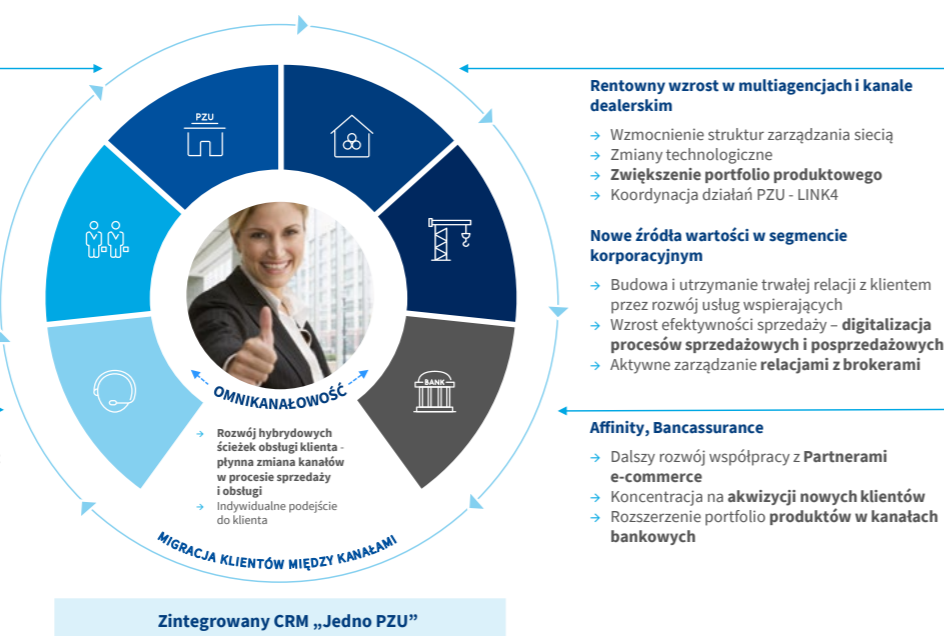 PZU
BANK
OMNIKANAŁOWOŚĆ
→ Rozwój hybrydowych
ścieżek obsługi klienta -
płynna zmiana kanałów
w procesie sprzedaży
i obsługi
→ Indywidualne podejście
do klienta
MIGRACJA KLIENTÓW MIĘDZY KANAŁAMI
Zintegrowany CRM „Jedno PZU”
Rentowny wzrost w multiagencjach i kanale
dealerskim
→ Wzmocnienie struktur zarządzania siecią
→ Zmiany technologiczne
→ Zwiększenie portfolio produktowego
→ Koordynacja działań PZU - LINK4
Nowe źródła wartości w segmencie
korporacyjnym
→ Budowa i utrzymanie trwałej relacji z klientem
przez rozwój usług wspierających
→ Wzrost efektywności sprzedaży – digitalizacja
procesów sprzedażowych i posprzedażowych
→ Aktywne zarządzanie relacjami z brokerami
Affinity, Bancassurance
→ Dalszy rozwój współpracy z Partnerami
e-commerce
→ Koncentracja na akwizycji nowych klientów
→ Rozszerzenie portfolio produktów w kanałach
bankowych